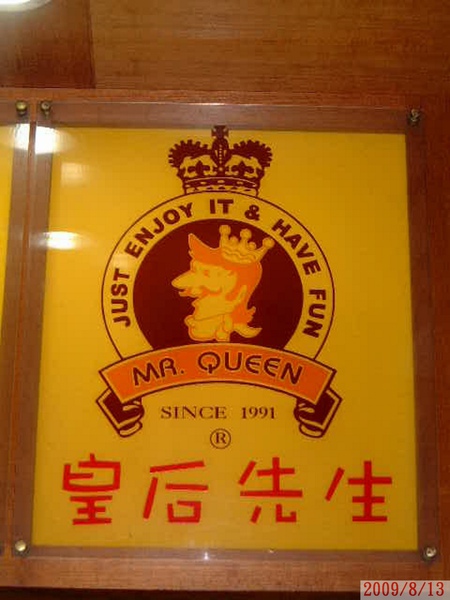 JUST ENJOY IT & HAVE FUN
MR. QUEEN
SINCE 1991
®
皇后先生
2009/8/13